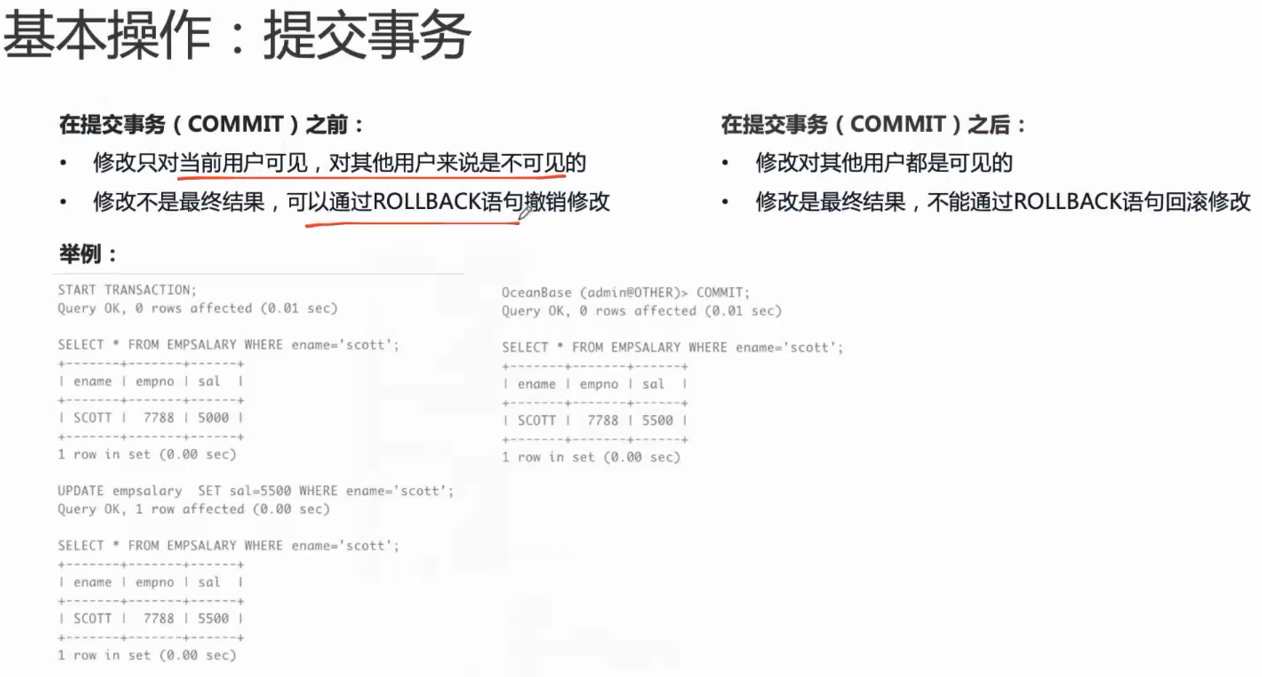 基本操作：提交事务
在提交事务（COMMIT）之前：
• 修改只对当前用户可见，对其他用户来说是不可见的
• 修改不是最终结果，可以通过ROLLBACK语句撤销修改
举例：
START TRANSACTION;
Query OK, 0 rows affected (0.01 sec)
SELECT * FROM EMPSALARY WHERE ename='scott';
+-------+-------+------+
| ename | empno | sal  |
+-------+-------+------+
| SCOTT |  7788 | 5000 |
+-------+-------+------+
1 row in set (0.00 sec)
UPDATE empsalary  SET sal=5500 WHERE ename='scott';
Query OK, 1 row affected (0.00 sec)
SELECT * FROM EMPSALARY WHERE ename='scott';
+-------+-------+------+
| ename | empno | sal  |
+-------+-------+------+
| SCOTT |  7788 | 5500 |
+-------+-------+------+
1 row in set (0.00 sec)
在提交事务（COMMIT）之后：
• 修改对其他用户都是可见的
• 修改是最终结果，不能通过ROLLBACK语句回滚修改
OceanBase (admin@OTHER)> COMMIT;
Query OK, 0 rows affected (0.01 sec)
SELECT * FROM EMPSALARY WHERE ename='scott';
+-------+-------+------+
| ename | empno | sal  |
+-------+-------+------+
| SCOTT |  7788 | 5500 |
+-------+-------+------+
1 row in set (0.00 sec)